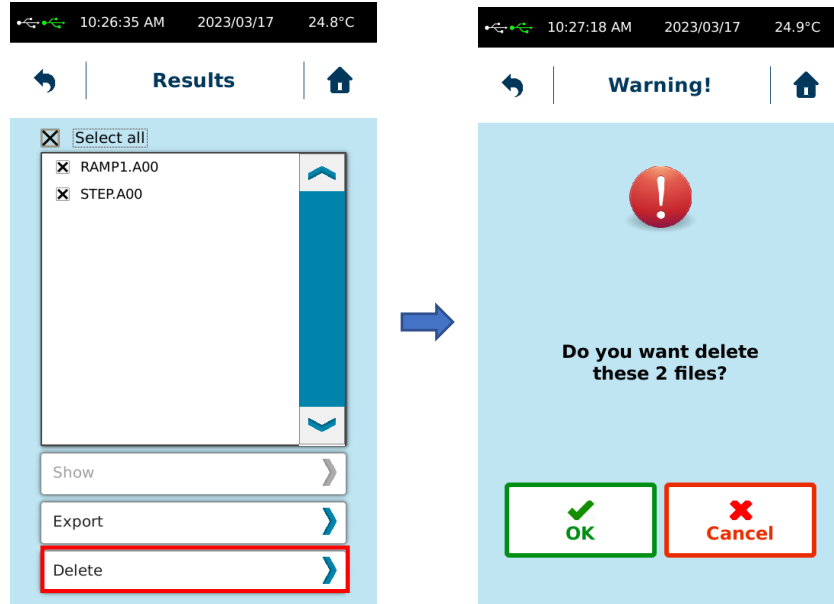 10:26:35 AM 2023/03/17 24.8°C
Results
Select all
RAMP1.A00
STEP.A00
Show
Export
Delete
10:27:18 AM 2023/03/17 24.9°C
Warning!
Do you want delete
these 2 files?
OK
Cancel